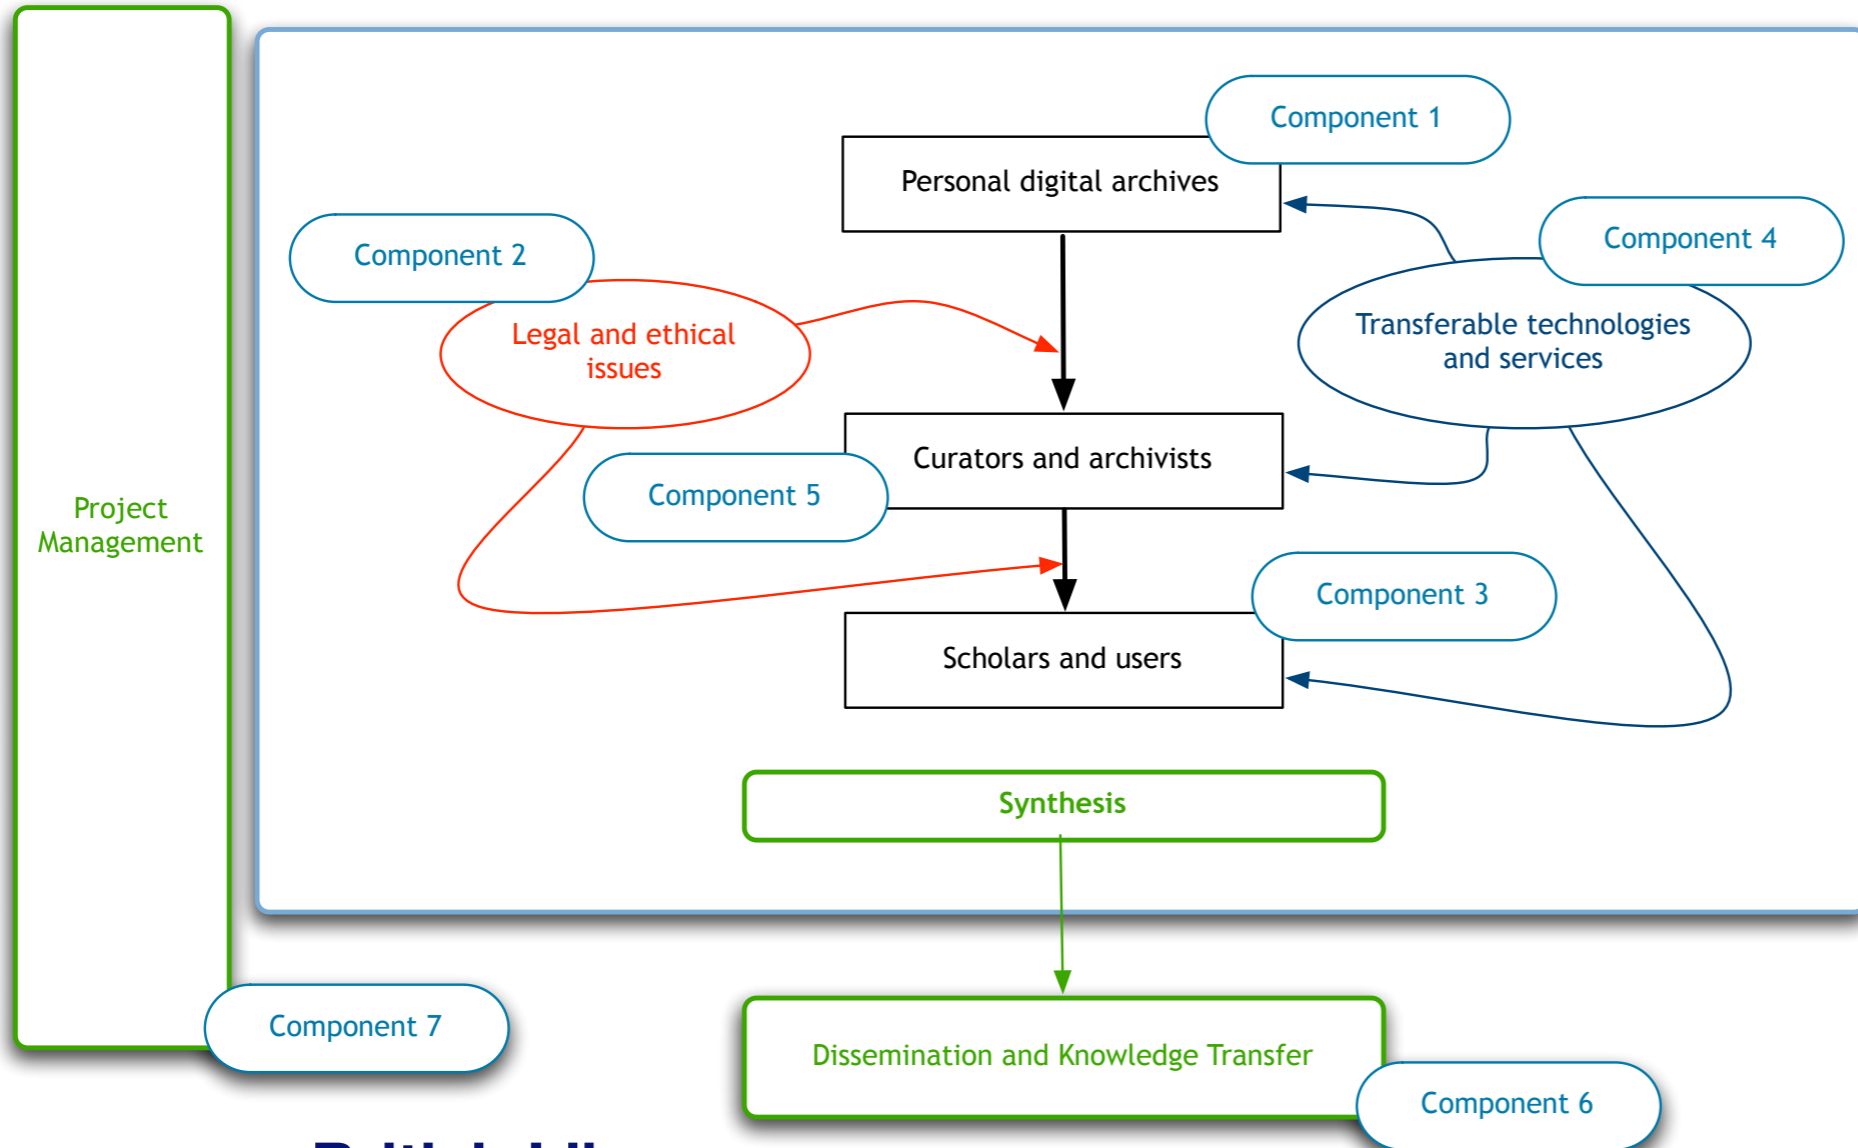 Component 1
Personal digital archives
Component 2
Component 4
Legal and ethical
issues
Transferable technologies
and services
Curators and archivists
Component 5
Project
Management
Component 3
Scholars and users
Synthesis
Component 7
Dissemination and Knowledge Transfer
Component 6